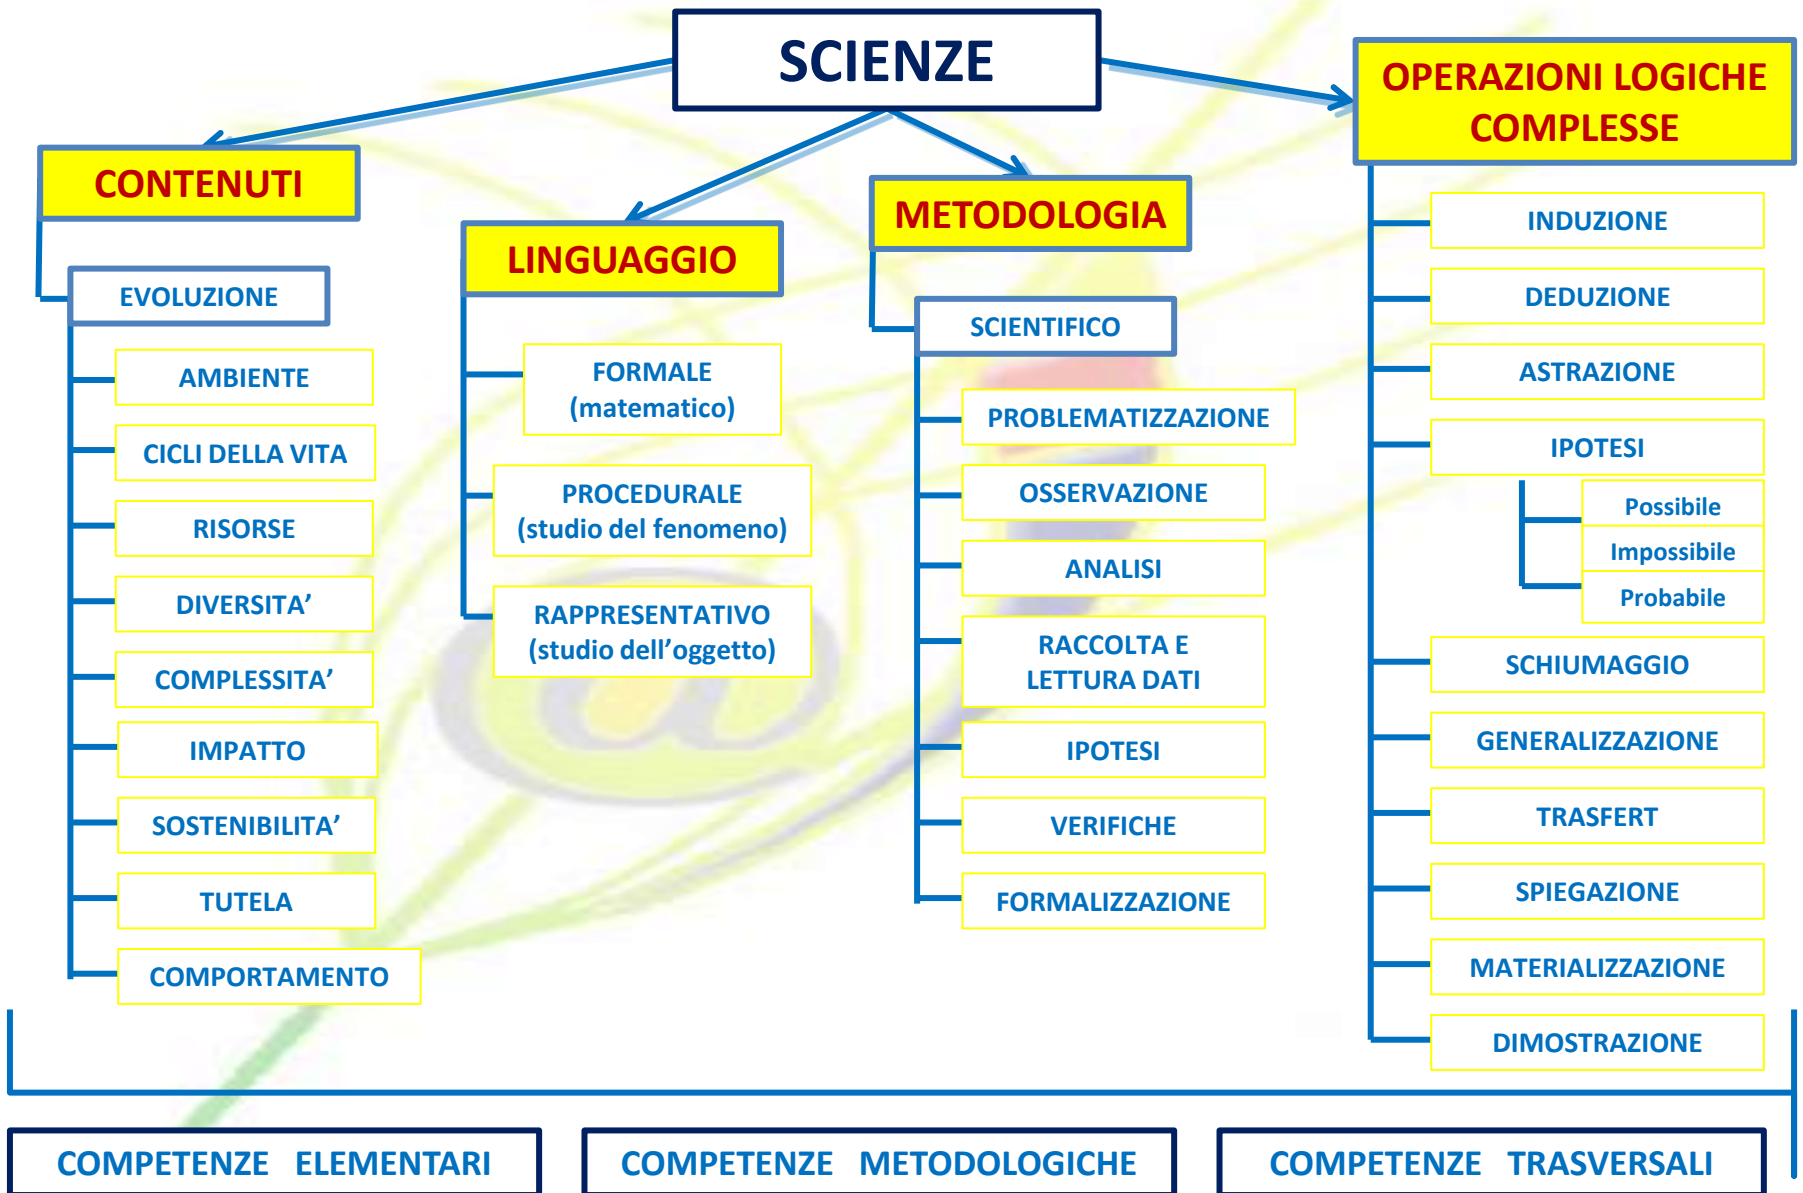 SCIENZE
CONTENUTI
EVOLUZIONE
AMBIENTE
CICLI DELLA VITA
RISORSE
DIVERSITA’
COMPLESSITA’
IMPATTO
SOSTENIBILITA’
TUTELA
COMPORTAMENTO
LINGUAGGIO
FORMALE
(matematico)
PROCEDURALE
(studio del fenomeno)
RAPPRESENTATIVO
(studio dell’oggetto)
METODOLOGIA
SCIENTIFICO
PROBLEMATIZZAZIONE
OSSERVAZIONE
ANALISI
RACCOLTA E
LETTURA DATI
IPOTESI
VERIFICHE
FORMALIZZAZIONE
OPERAZIONI LOGICHE
COMPLESSE
INDUZIONE
DEDUZIONE
ASTRAZIONE
IPOTESI
Possibile
Impossibile
Probabile
SCHIUMAGGIO
GENERALIZZAZIONE
TRASFERT
SPIEGAZIONE
MATERIALIZZAZIONE
DIMOSTRAZIONE
COMPETENZE ELEMENTARI
COMPETENZE METODOLOGICHE
COMPETENZE TRASVERSALI